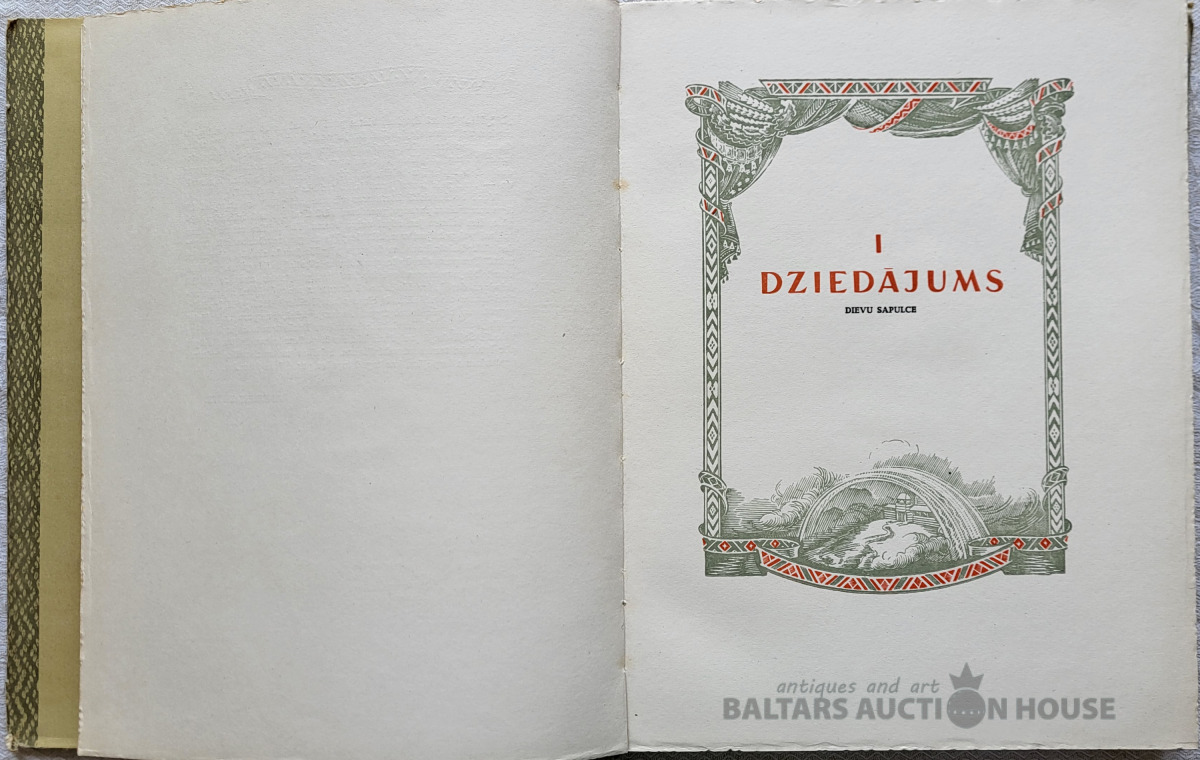 I
DZIEDĀJUMS
DIEVU SAPULCE
antiques and art
BALTARS AUCTION HOUSE